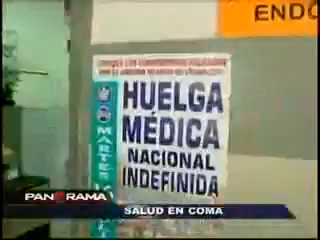 ENDO
HUELGA
MÉDICA
NACIONAL
INDEFINIDA
MARTES
PANORAMA
SALUD EN COMA